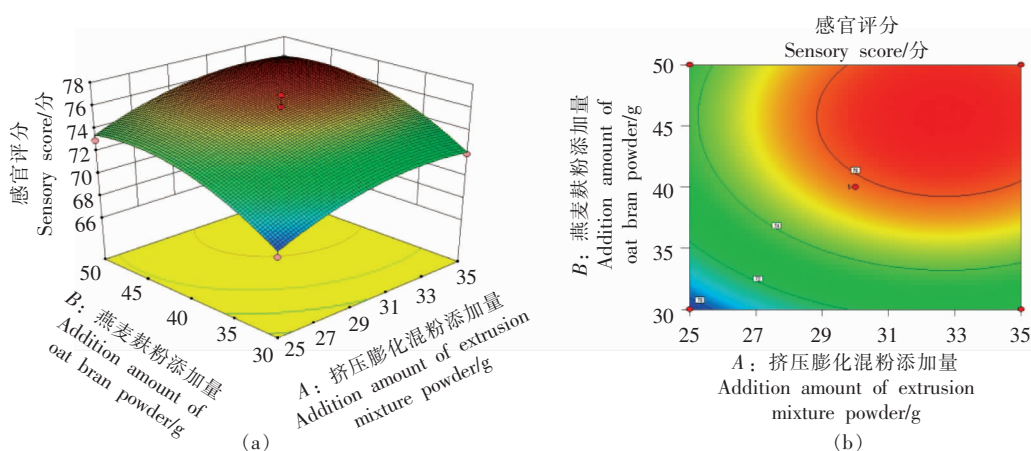 78
76
74
72
70
68
66
感官评分
Sensory score/分
50
45
40
35
30
25
27
29
31
33
35
B：燕麦麸粉添加量
Addition amount of
oat bran powder/g
A：挤压膨化混粉添加量
Addition amount of extrusion
mixture powder/g
(a)
感官评分
Sensory score/分
50
45
40
35
30
B：燕麦麸粉添加量
Addition amount of
oat bran powder/g
25
27
29
31
33
35
A：挤压膨化混粉添加量
Addition amount of extrusion
mixture powder/g
(b)